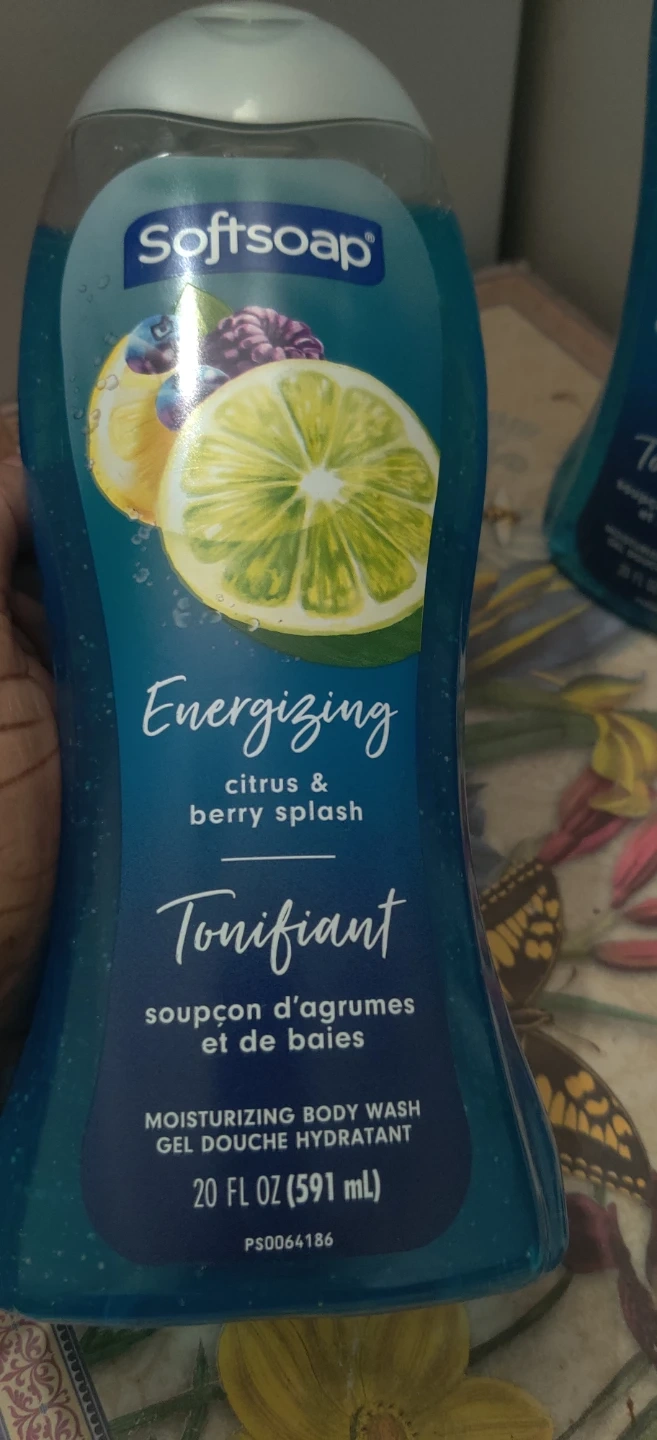 Softsoap®
Energizing
citrus &
berry splash
Tonifiant
soupçon d'agrumes
et de baies
MOISTURIZING BODY WASH
GEL DOUCHE HYDRATANT
20 FL OZ (591 mL)
PS0064186